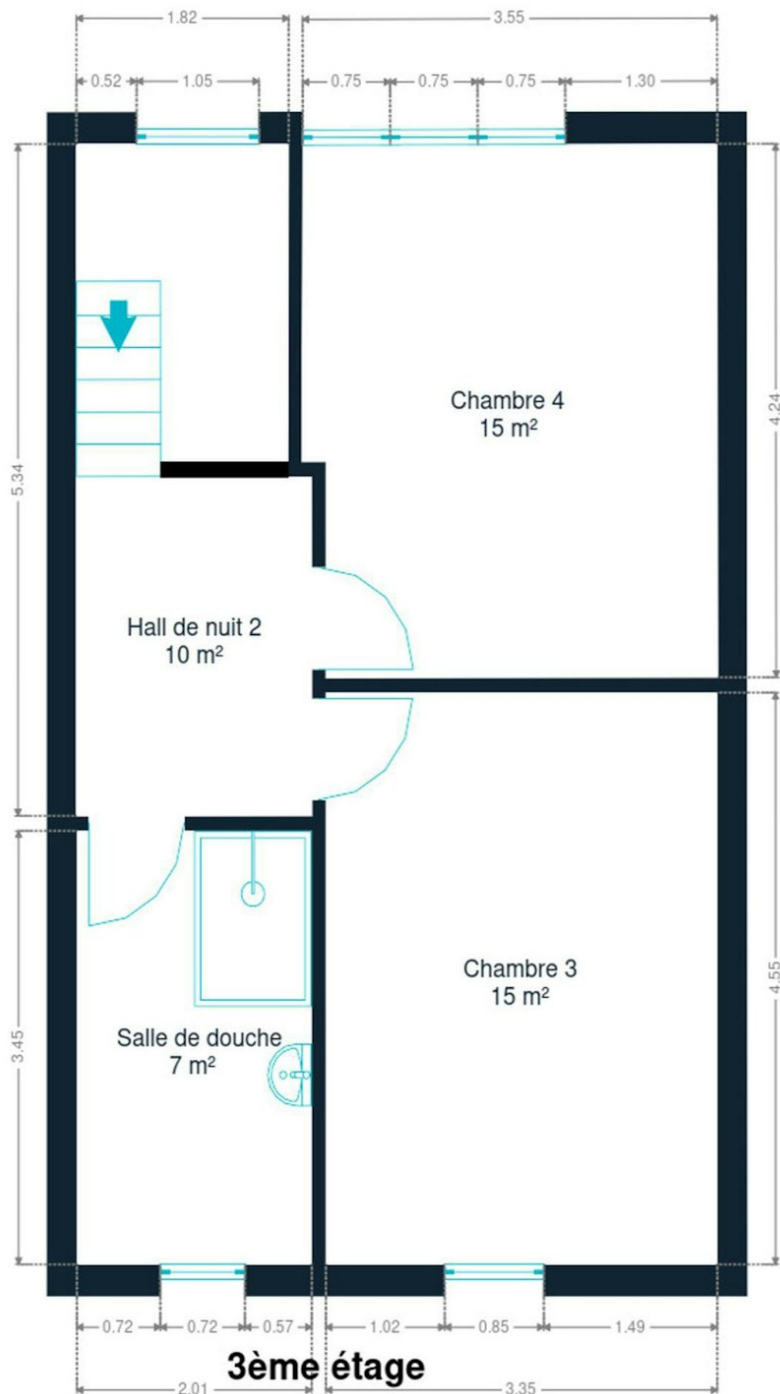 1.82
3.55
0.52
1.05
0.75
0.75
0.75
1.30
5.34
4.24
Chambre 4
15 m²
Hall de nuit 2
10 m²
3.45
4.55
Chambre 3
15 m²
Salle de douche
7 m²
0.72
0.72
0.57
1.02
0.85
1.49
3ème étage
2.01
3.35